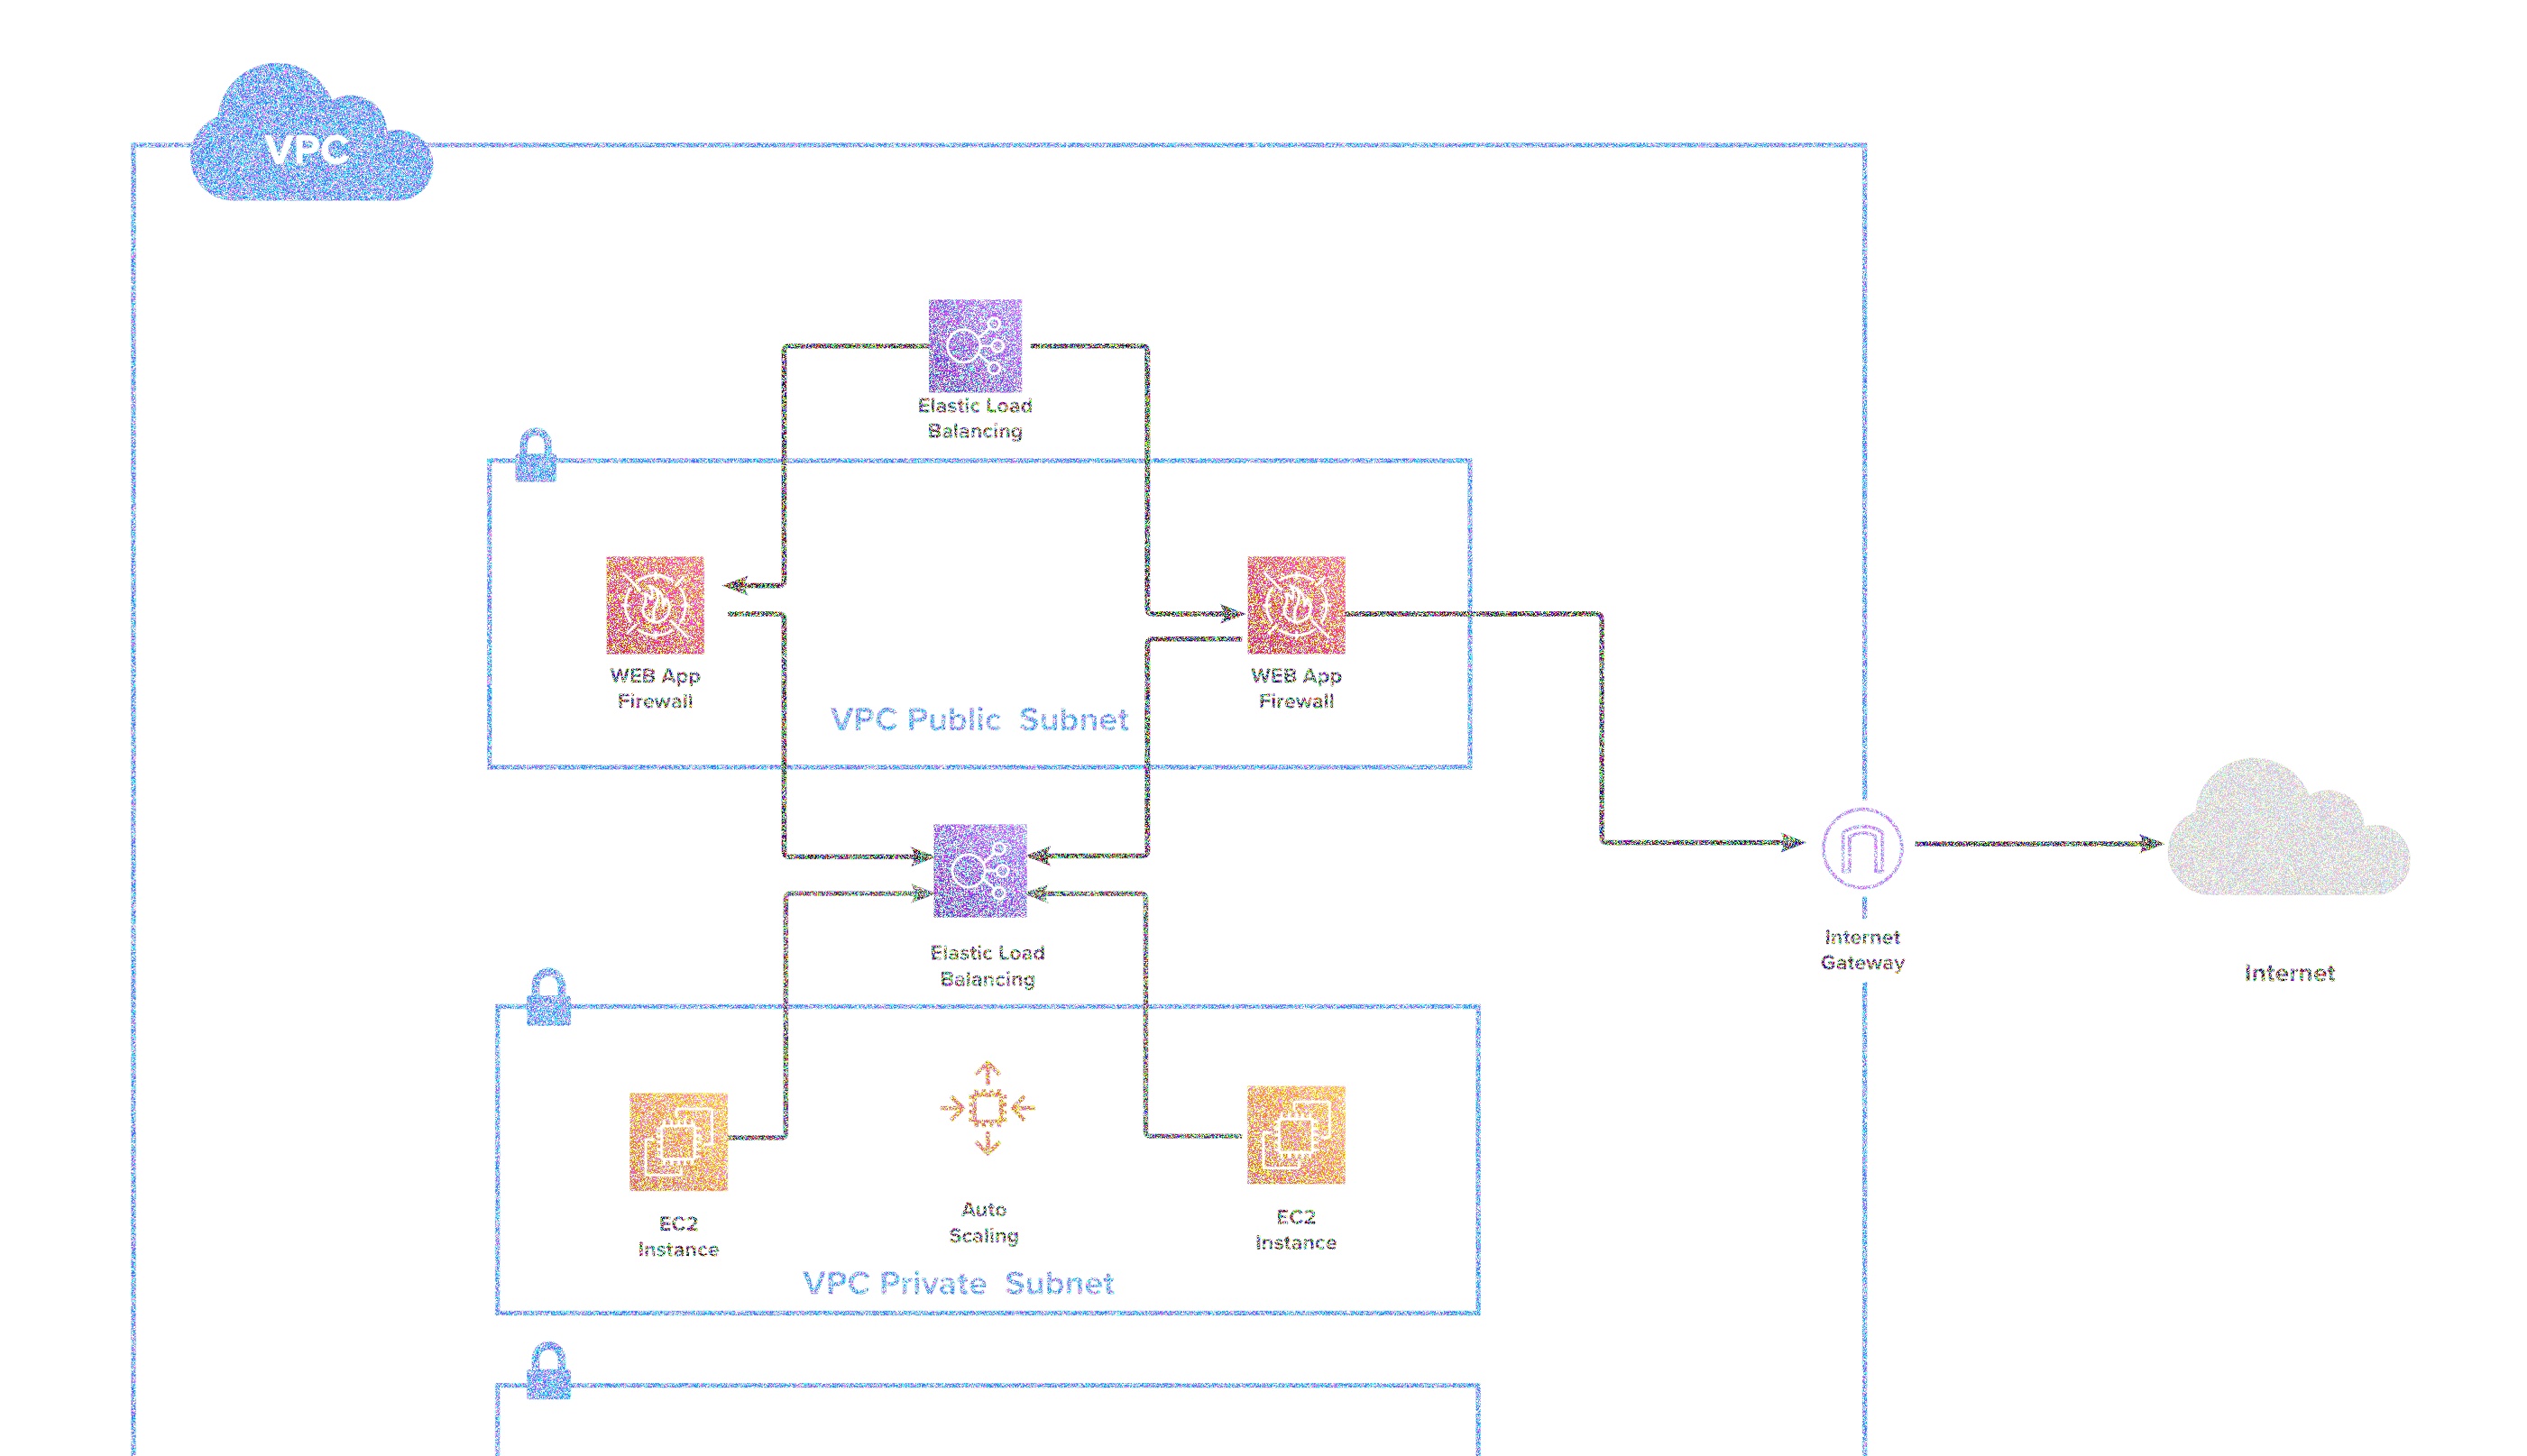 VPC
Elastic Load
Balancing
WEB App
Firewall
WEB App
Firewall
VPC Public Subnet
Elastic Load
Balancing
Internet
Gateway
Internet
EC2
Instance
Auto
Scaling
EC2
Instance
VPC Private Subnet